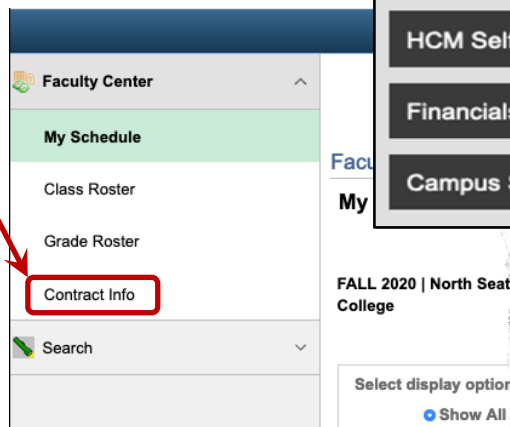 HCM Self
Financials
Campus
Faculty Center
My Schedule
Class Roster
Grade Roster
Contract Info
Search
Facu
My
FALL 2020 | North Seat
College
Select display option
Show All